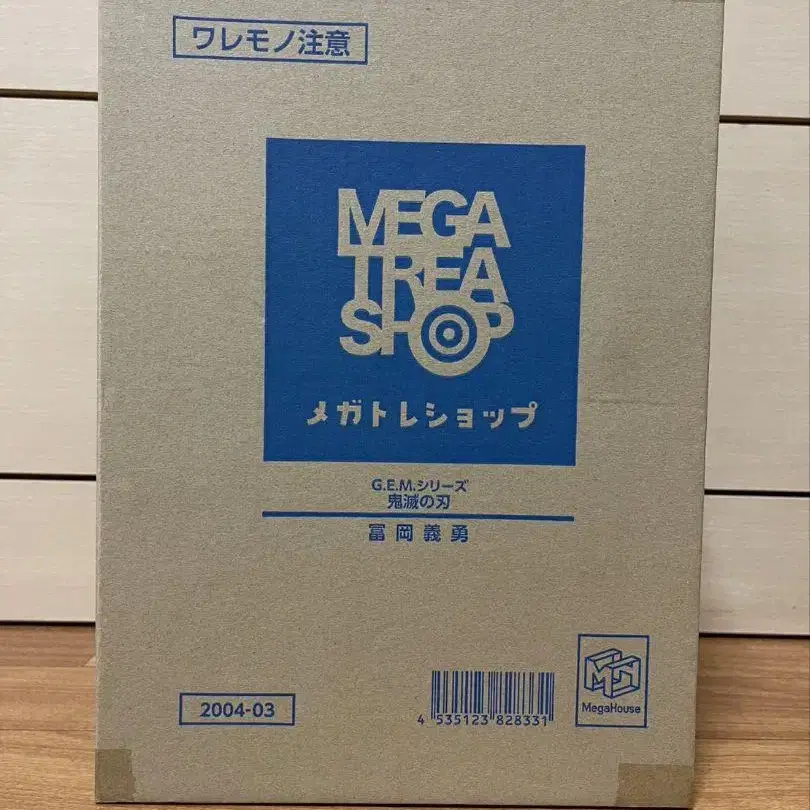 ワレモノ注意
MEGA
TREA
SHOP
メガトレショップ
G.E.M.シリーズ
鬼滅の刃
冨岡義勇
2004-03
4 535123 828331
MegaHouse